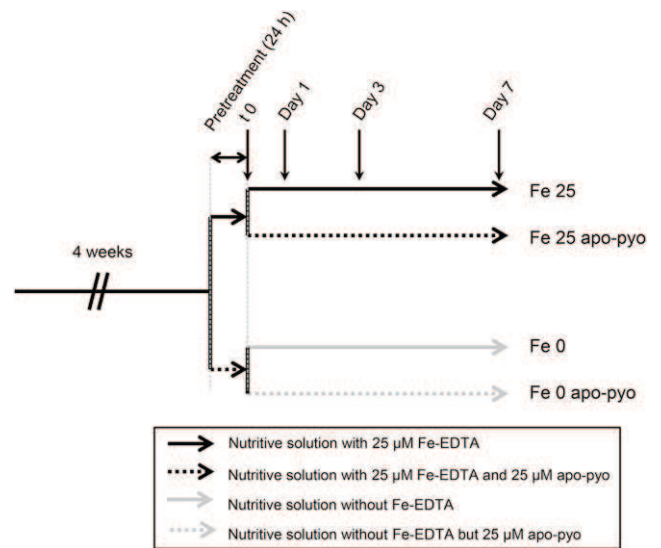 Pretreatment (24 h)
t 0
Day 1
Day 3
Day 7
4 weeks
Fe 25
Fe 25 apo-pyo
Fe 0
Fe 0 apo-pyo
Nutritive solution with 25 µM Fe-EDTA
Nutritive solution with 25 µM Fe-EDTA and 25 µM apo-pyo
Nutritive solution without Fe-EDTA
Nutritive solution without Fe-EDTA but 25 µM apo-pyo